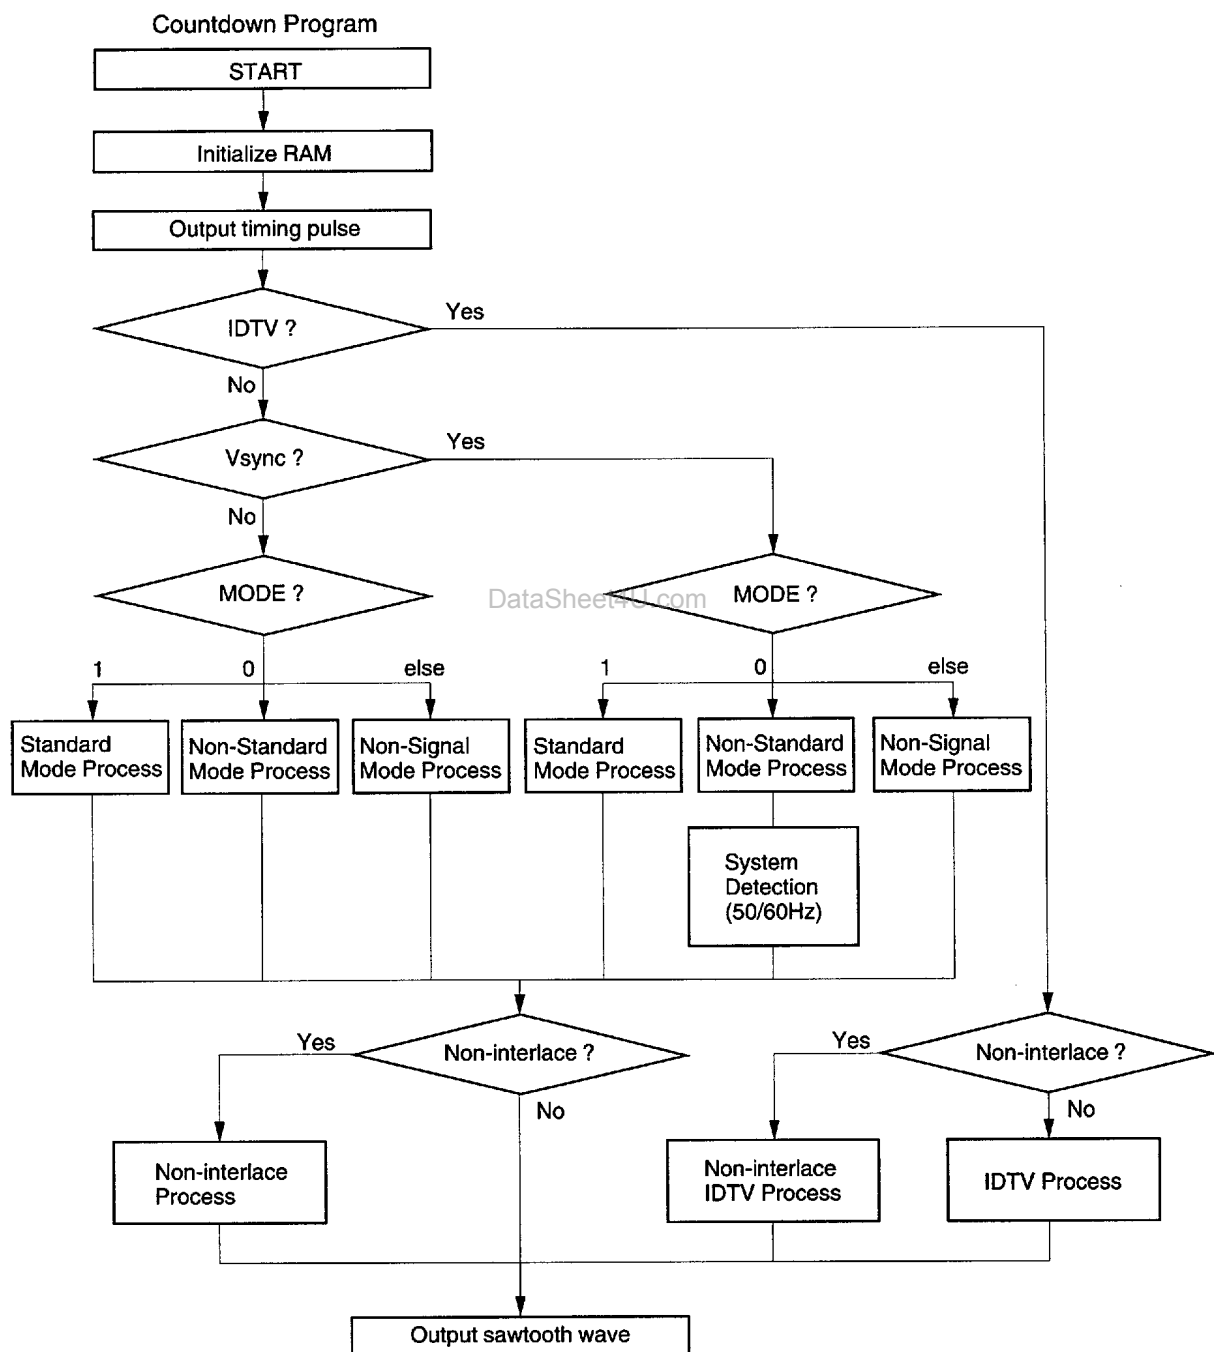 Countdown Program
START
Initialize RAM
Output timing pulse
IDTV ?
Yes
No
Vsync ?
Yes
No
MODE ?
DataSheet4U.com
MODE ?
1
0
else
1
0
else
Standard
Mode Process
Non-Standard
Mode Process
Non-Signal
Mode Process
Standard
Mode Process
Non-Standard
Mode Process
Non-Signal
Mode Process
System
Detection
(50/60Hz)
Yes
Non-interlace ?
No
Yes
Non-interlace ?
No
Non-interlace
Process
Non-interlace
IDTV Process
IDTV Process
Output sawtooth wave